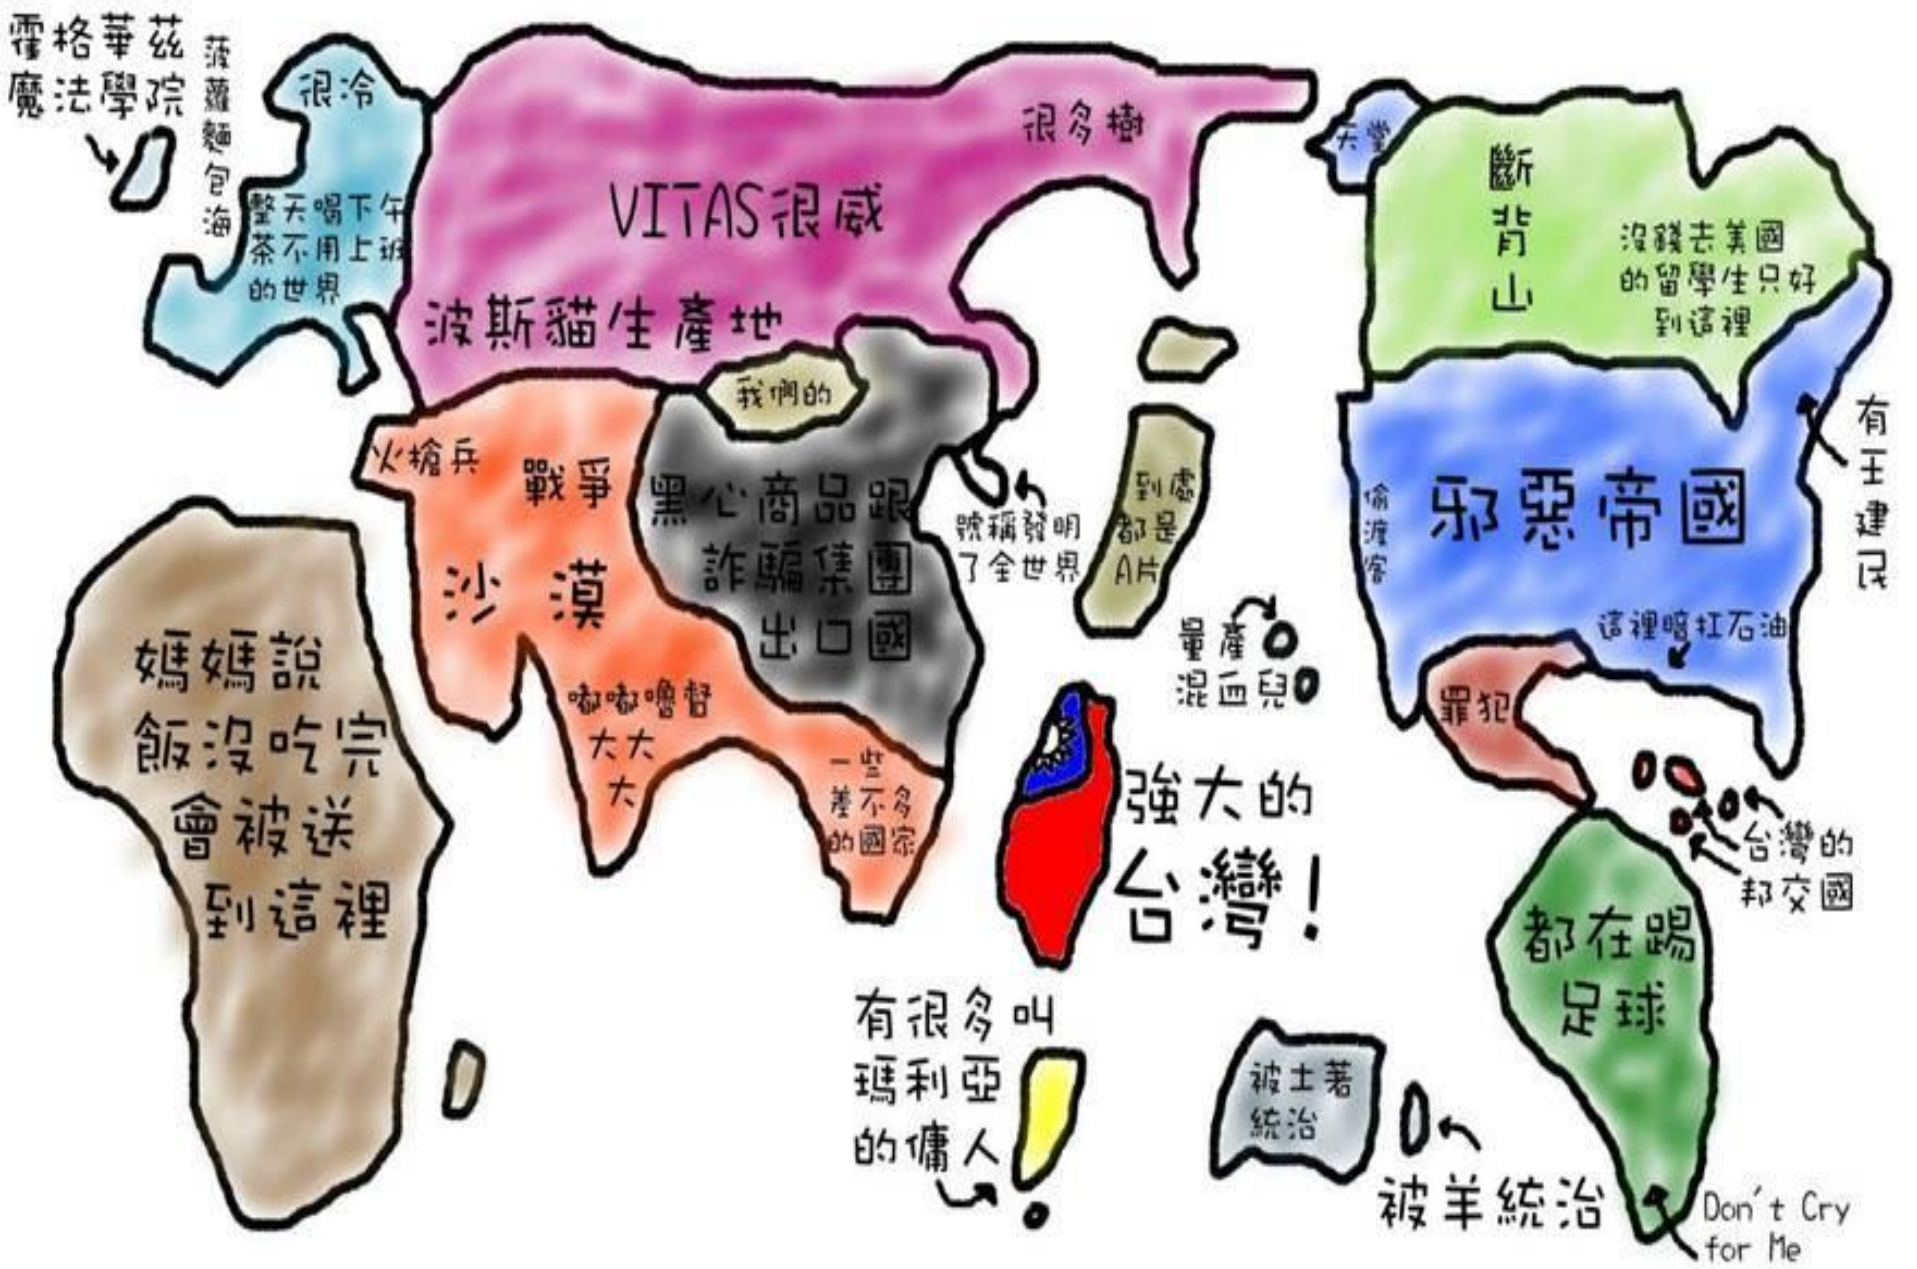 霍格華茲
魔法學院
菠蘿麵包海
很冷
整天喝下午
茶不用上班
的世界
很多樹
VITAS很威
波斯貓生產地
天堂
斷背山
沒錢去美國
的留學生只好
到這裡
我們的
火槍兵
戰爭
沙漠
黑心商品跟
詐騙集團
出口國
號稱發明
了全世界
到處
都是
A片
偷渡客
邪惡帝國
有王建民
這裡暗扛石油
量產
混血兒
罪犯
媽媽說
飯沒吃完
會被送
到這裡
嘟嘟嚕督
大大
大
一些
差不多
的國家
強大的
台灣!
台灣的
邦交國
都在踢
足球
有很多叫
瑪利亞
的傭人
被土著
統治
被羊統治
Don't Cry
for Me